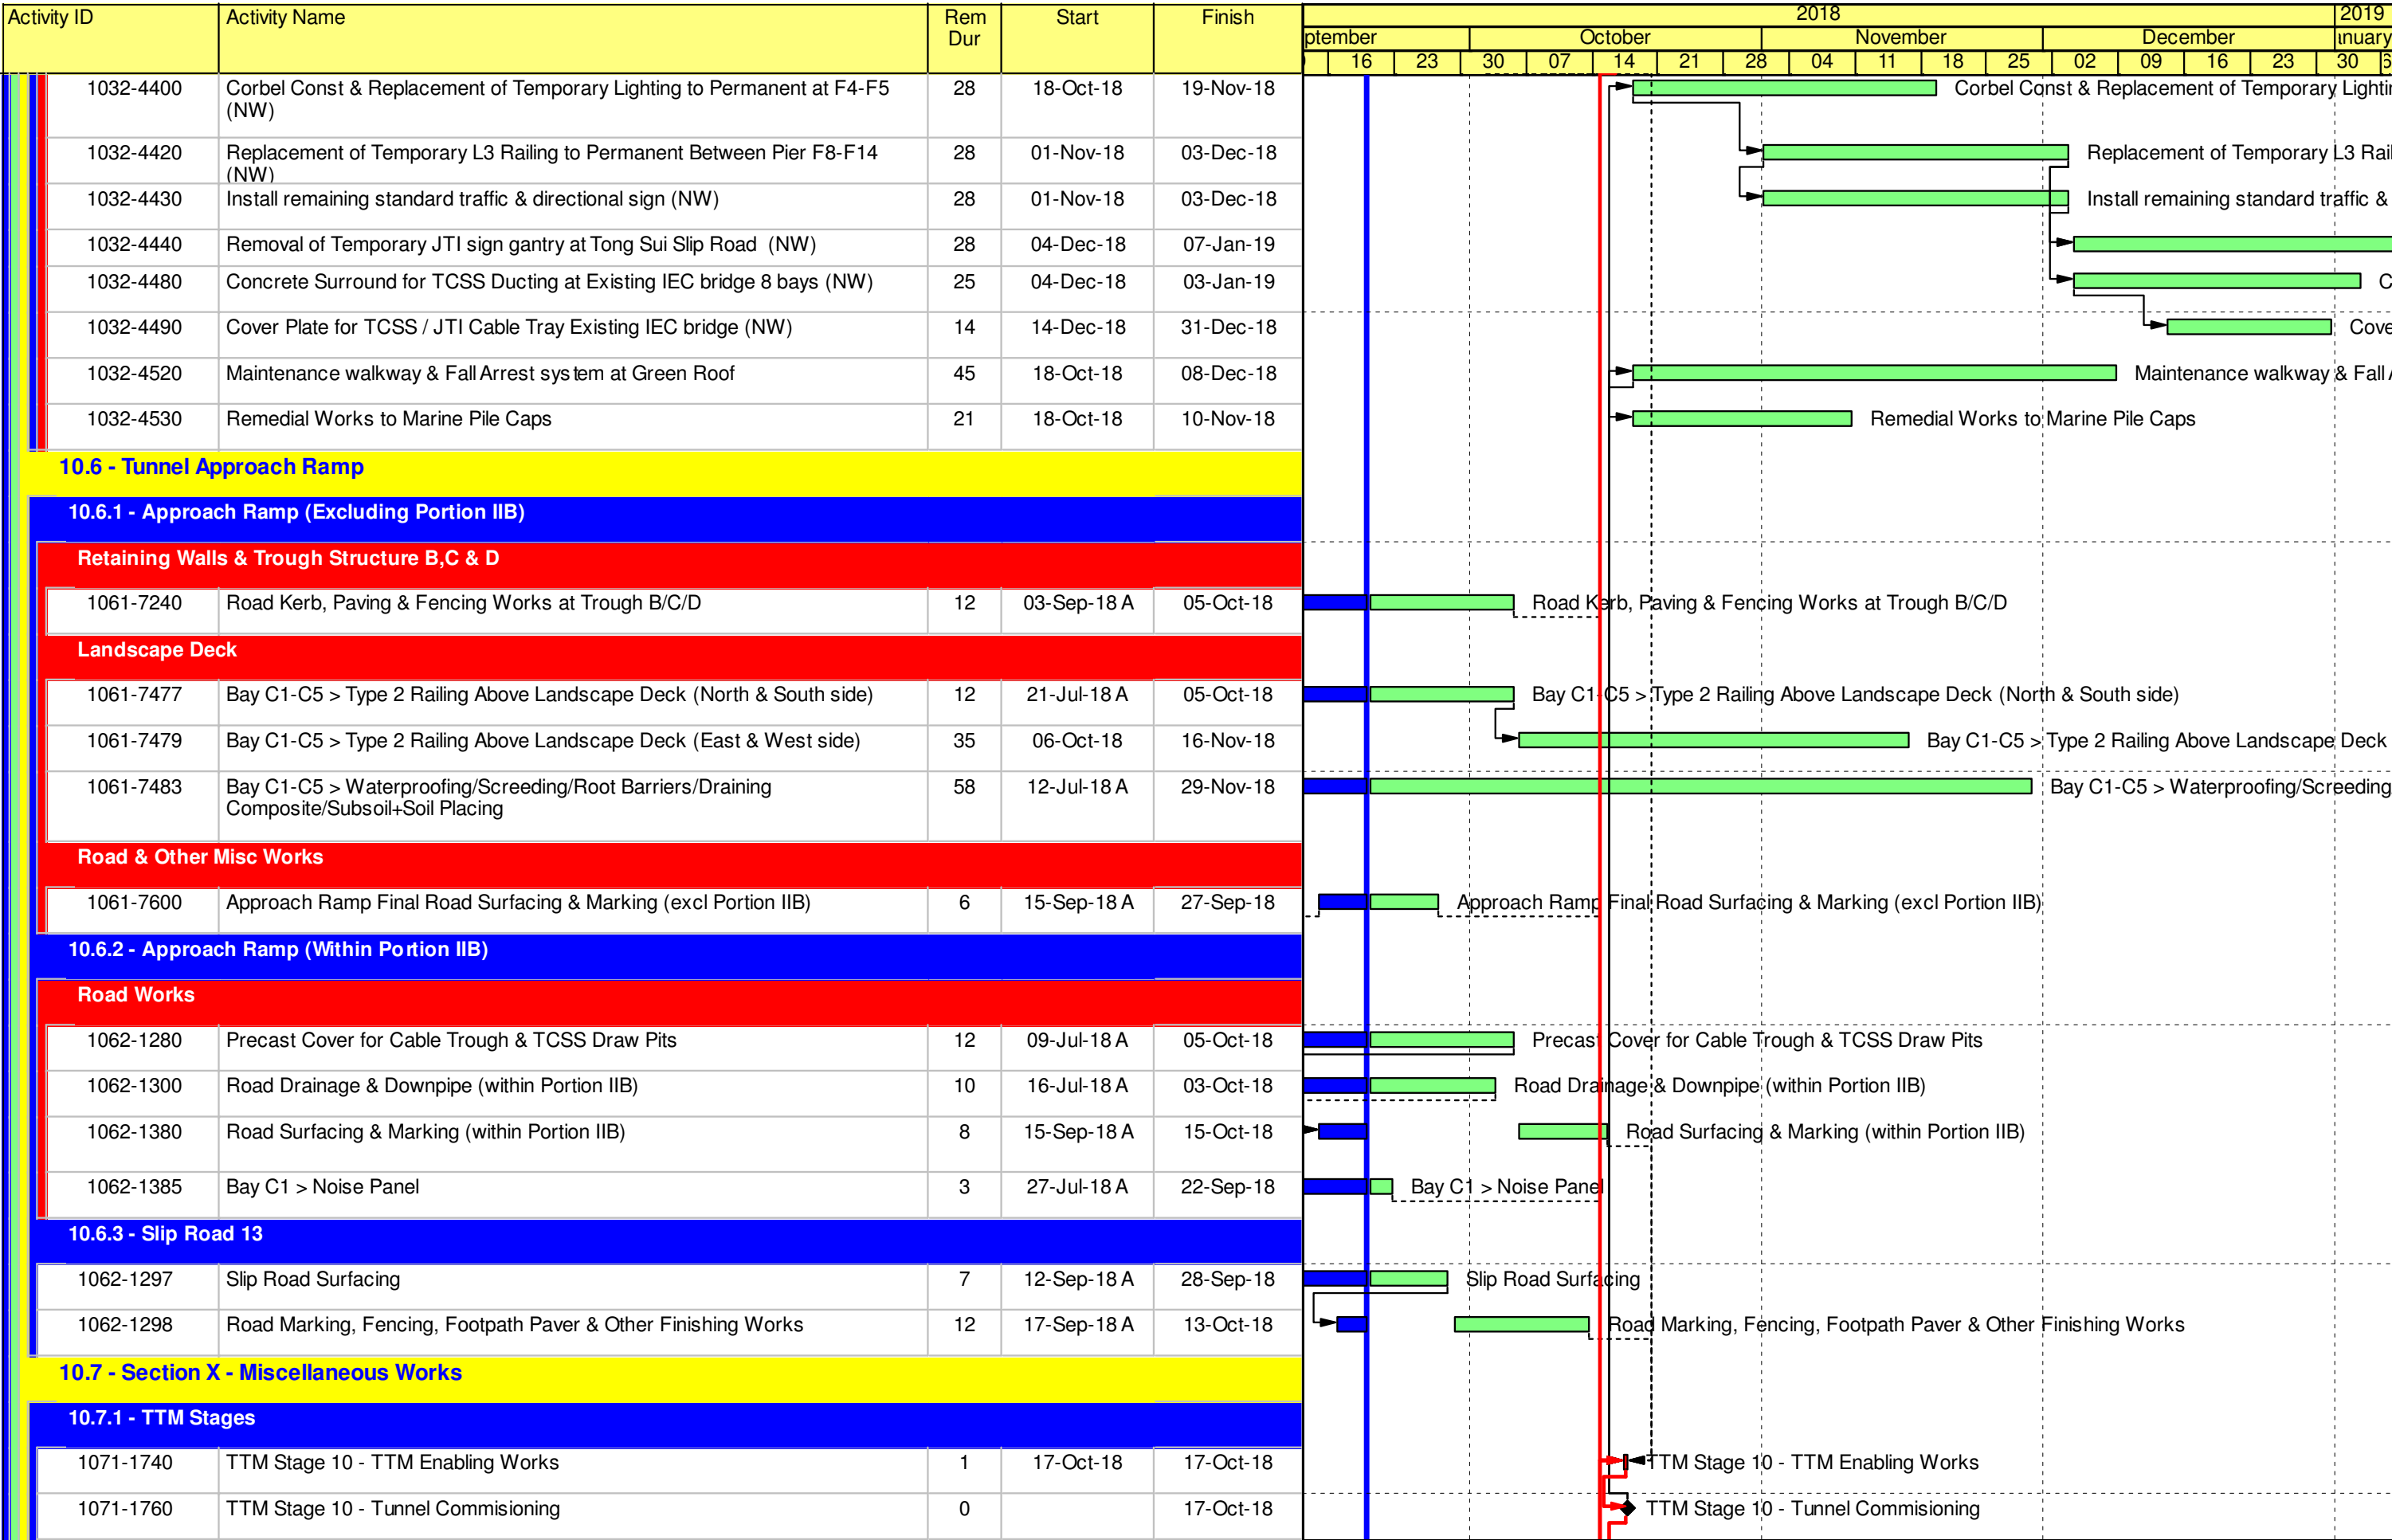 Activity ID Activity Name Rem Dur Start Finish
2018 2019
ptember October November December
16 23 30 07 14 21 28 04 11 18 25 02 09 16 23 30
1032-4400 Corbel Const & Replacement of Temporary Lighting to Permanent at F4-F5 28 18-Oct-18 19-Nov-18 Corbel Const & Replacement of Temporary Lightin
(NW)
1032-4420 Replacement of Temporary L3 Railing to Permanent Between Pier F8-F14 28 01-Nov-18 03-Dec-18 Replacement of Temporary L3 Rail
(NW)
1032-4430 Install remaining standard traffic & directional sign (NW) 28 01-Nov-18 03-Dec-18 Install remaining standard traffic &
1032-4440 Removal of Temporary JTI sign gantry at Tong Sui Slip Road (NW) 28 04-Dec-18 07-Jan-19
1032-4480 Concrete Surround for TCSS Ducting at Existing IEC bridge 8 bays (NW) 25 04-Dec-18 03-Jan-19 C
1032-4490 Cover Plate for TCSS / JTI Cable Tray Existing IEC bridge (NW) 14 14-Dec-18 31-Dec-18 Cove
1032-4520 Maintenance walkway & Fall Arrest system at Green Roof 45 18-Oct-18 08-Dec-18 Maintenance walkway & Fall A
1032-4530 Remedial Works to Marine Pile Caps 21 18-Oct-18 10-Nov-18 Remedial Works to Marine Pile Caps
10.6 - Tunnel Approach Ramp
10.6.1 - Approach Ramp (Excluding Portion IIB)
Retaining Walls & Trough Structure B,C & D
1061-7240 Road Kerb, Paving & Fencing Works at Trough B/C/D 12 03-Sep-18 A 05-Oct-18 Road Kerb, Paving & Fencing Works at Trough B/C/D
Landscape Deck
1061-7477 Bay C1-C5 > Type 2 Railing Above Landscape Deck (North & South side) 12 21-Jul-18 A 05-Oct-18 Bay C1-C5 > Type 2 Railing Above Landscape Deck (North & South side)
1061-7479 Bay C1-C5 > Type 2 Railing Above Landscape Deck (East & West side) 35 06-Oct-18 16-Nov-18 Bay C1-C5 > Type 2 Railing Above Landscape Deck
1061-7483 Bay C1-C5 > Waterproofing/Screeding/Root Barriers/Draining 58 12-Jul-18 A 29-Nov-18 Bay C1-C5 > Waterproofing/Screeding
Composite/Subsoil+Soil Placing
Road & Other Misc Works
1061-7600 Approach Ramp Final Road Surfacing & Marking (excl Portion IIB) 6 15-Sep-18 A 27-Sep-18 Approach Ramp Final Road Surfacing & Marking (excl Portion IIB)
10.6.2 - Approach Ramp (Within Portion IIB)
Road Works
1062-1280 Precast Cover for Cable Trough & TCSS Draw Pits 12 09-Jul-18 A 05-Oct-18 Precast Cover for Cable Trough & TCSS Draw Pits
1062-1300 Road Drainage & Downpipe (within Portion IIB) 10 16-Jul-18 A 03-Oct-18 Road Drainage & Downpipe (within Portion IIB)
1062-1380 Road Surfacing & Marking (within Portion IIB) 8 15-Sep-18 A 15-Oct-18 Road Surfacing & Marking (within Portion IIB)
1062-1385 Bay C1 > Noise Panel 3 27-Jul-18 A 22-Sep-18 Bay C1 > Noise Panel
10.6.3 - Slip Road 13
1062-1297 Slip Road Surfacing 7 12-Sep-18 A 28-Sep-18 Slip Road Surfacing
1062-1298 Road Marking, Fencing, Footpath Paver & Other Finishing Works 12 17-Sep-18 A 13-Oct-18 Road Marking, Fencing, Footpath Paver & Other Finishing Works
10.7 - Section X - Miscellaneous Works
10.7.1 - TTM Stages
1071-1740 TTM Stage 10 - TTM Enabling Works 1 17-Oct-18 17-Oct-18 TTM Stage 10 - TTM Enabling Works
1071-1760 TTM Stage 10 - Tunnel Commisioning 0 17-Oct-18 TTM Stage 10 - Tunnel Commisioning